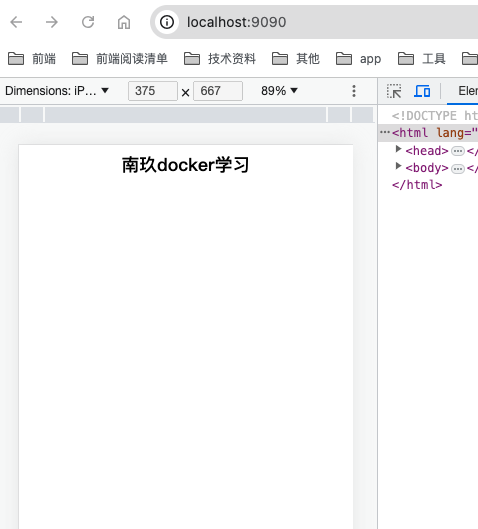 localhost:9090
前端 前端阅读清单 技术资料 其他 app 工具
Dimensions: iP... ▼ 375 × 667 89% ▼ Elen
<!DOCTYPE ht
<html lang="
<head> ••• </
<body> ••• </
</html>
南玖docker学习